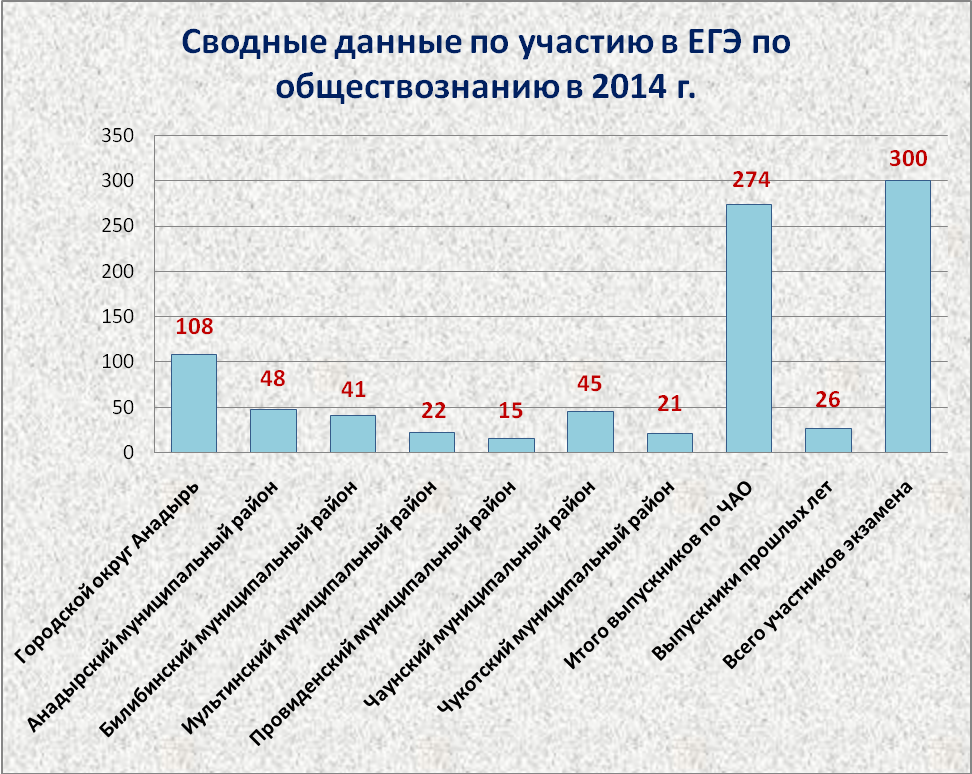 Сводные данные по участию в ЕГЭ по
обществознанию в 2014 г.
350
300
250
200
150
100
50
0
108
48
41
22
15
45
21
274
26
300
Городской округ Анадырь
Анадырский муниципальный район
Билибинский муниципальный район
Иультинский муниципальный район
Провиденский муниципальный район
Чаунский муниципальный район
Чукотский муниципальный район
Итого выпускников по ЧАО
Выпускники прошлых лет
Всего участников экзамена